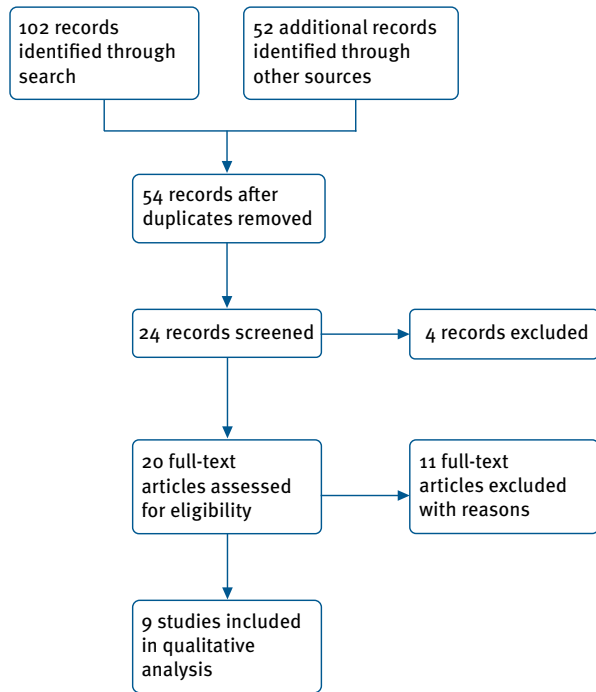 102 records
identified through
search
52 additional records
identified through
other sources
54 records after
duplicates removed
24 records screened
4 records excluded
20 full-text
articles assessed
for eligibility
11 full-text
articles excluded
with reasons
9 studies included
in qualitative
analysis